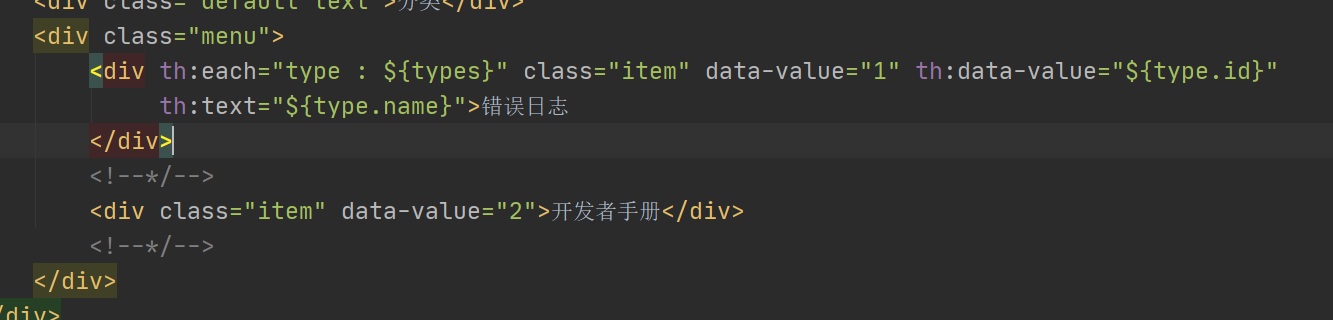 <div class="default text">分类</div>
<div class="menu">
<div th:each="type : ${types}" class="item" data-value="1" th:data-value="${type.id}"
th:text="${type.name}">错误日志
</div>
<!--*/-->
<div class="item" data-value="2">开发者手册</div>
<!--*/-->
</div>
/div>